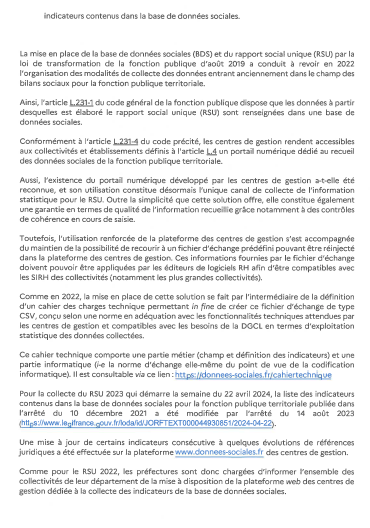 indicateurs contenus dans la base de données sociales.
La mise en place de la base de données sociales (BDS) et du rapport social unique (RSU) par la
loi de transformation de la fonction publique d'août 2019 a conduit à revoir en 2022
l'organisation des modalités de collecte des données entrant anciennement dans le champ des
bilans sociaux pour la fonction publique territoriale.
Ainsi, l'article L.231-1 du code général de la fonction publique dispose que les données à partir
desquelles est élaboré le rapport social unique (RSU) sont renseignées dans une base de
données sociales.
Conformément à l'article L.231-4 du code précité, les centres de gestion rendent accessibles
aux collectivités et établissements définis à l'article L.4 un portail numérique dédié au recueil
des données sociales de la fonction publique territoriale.
Aussi, l'existence du portail numérique développé par les centres de gestion a-t-elle été
reconnue, et son utilisation constitue désormais l'unique canal de collecte de l'information
statistique pour le RSU. Outre la simplicité que cette solution offre, elle constitue également
une garantie en termes de qualité de l'information recueillie grâce notamment à des contrôles
de cohérence en cours de saisie.
Toutefois, l'utilisation renforcée de la plateforme des centres de gestion s'est accompagnée
du maintien de la possibilité de recourir à un fichier d'échange prédéfini pouvant être réinjecté
dans la plateforme des centres de gestion. Ces informations fournies par le fichier d'échange
doivent pouvoir être appliquées par les éditeurs de logiciels RH afin d'être compatibles avec
les SIRH des collectivités (notamment les plus grandes collectivités).
Comme en 2022, la mise en place de cette solution se fait par l'intermédiaire de la définition
d'un cahier des charges technique permettant in fine de créer ce fichier d'échange de type
CSV, conçu selon une norme en adéquation avec les fonctionnalités techniques attendues par
les centres de gestion et compatibles avec les besoins de la DGCL en termes d'exploitation
statistique des données collectées.
Ce cahier technique comporte une partie métier (champ et définition des indicateurs) et une
partie informatique (i-e la norme d'échange elle-même du point de vue de la codification
informatique). Il est consultable via ce lien : https://donnees-sociales.fr/cahiertechnique
Pour la collecte du RSU 2023 qui démarre la semaine du 22 avril 2024, la liste des indicateurs
contenus dans la base de données sociales pour la fonction publique territoriale publiée dans
l'arrêté du 10 décembre 2021 a été modifiée par l'arrêté du 14 août 2023
(https://www.legifrance.gouv.fr/loda/id/JORFTEXT000044930851/2024-04-22).
Une mise à jour de certains indicateurs consécutive à quelques évolutions de références
juridiques a été effectuée sur la plateforme www.donnees-sociales.fr des centres de gestion.
Comme pour le RSU 2022, les préfectures sont donc chargées d'informer l'ensemble des
collectivités de leur département de la mise à disposition de la plateforme web des centres de
gestion dédiée à la collecte des indicateurs de la base de données sociales.